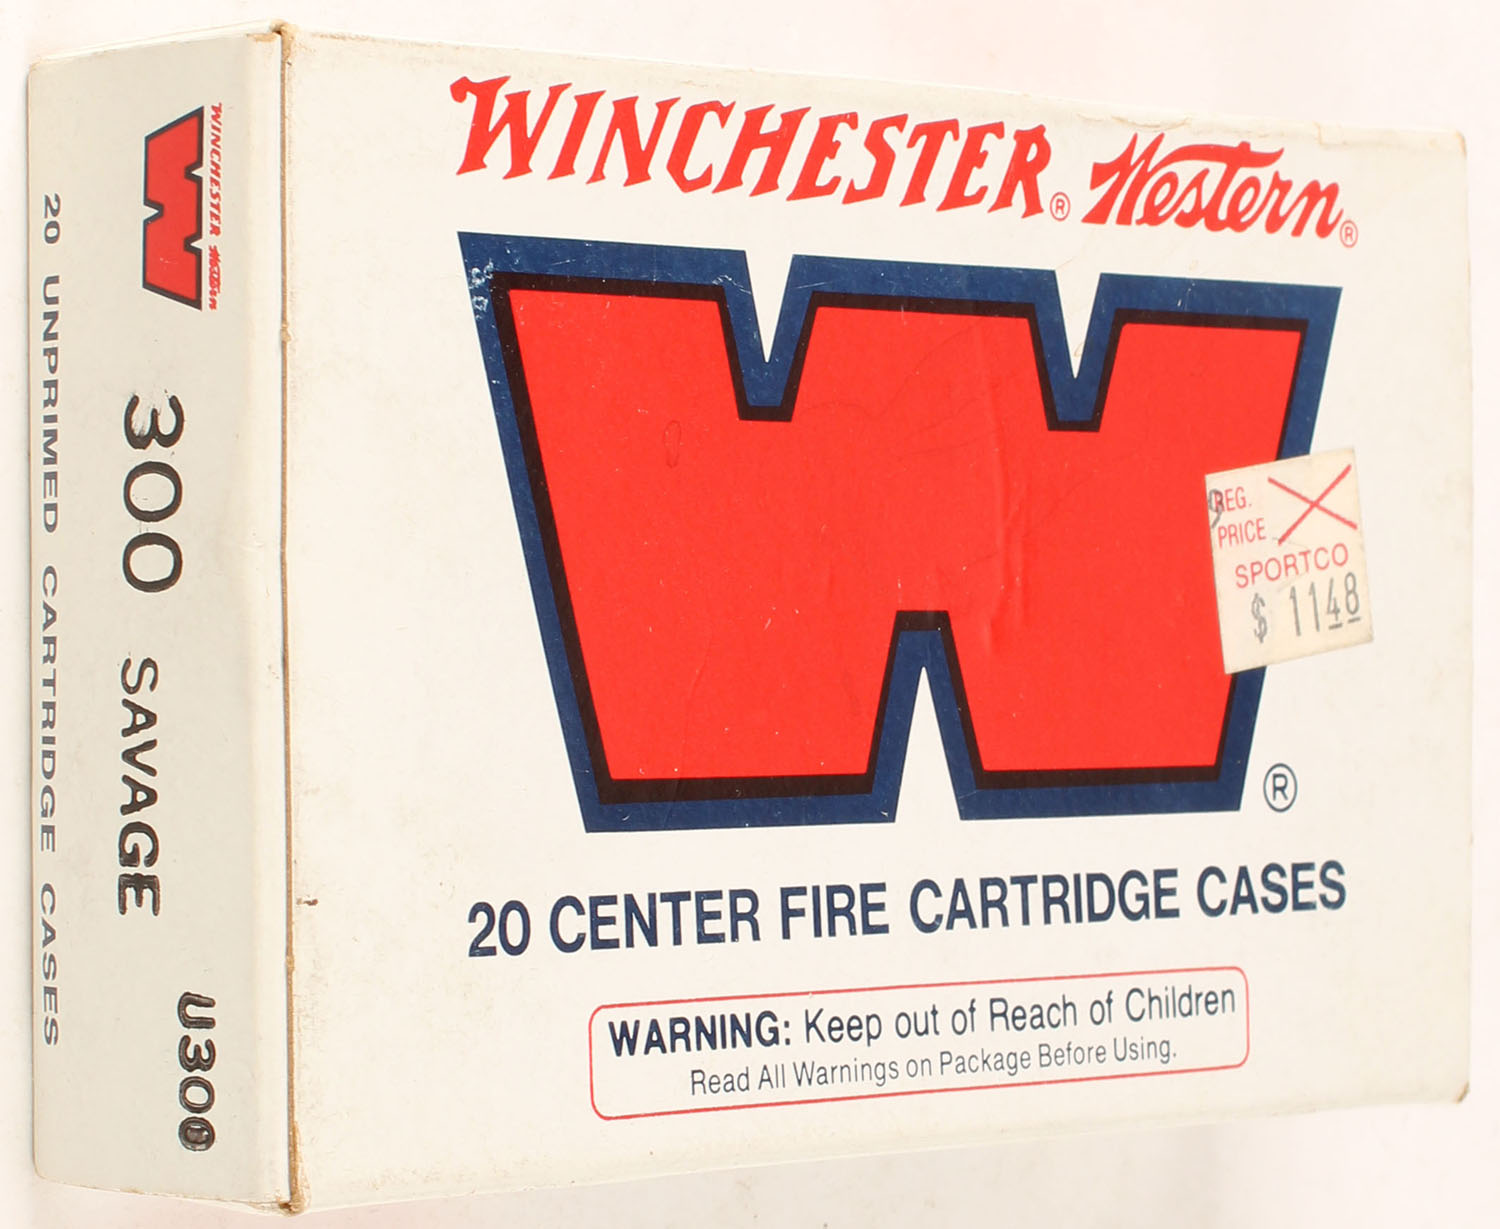 WINCHESTER® Western®
W
®
20 CENTER FIRE CARTRIDGE CASES
WARNING: Keep out of Reach of Children
Read All Warnings on Package Before Using.
REG.
PRICE
SPORTCO
$ 1148
WINCHESTER Western
W
300 SAVAGE
U300
20 UNPRIMED CARTRIDGE CASES